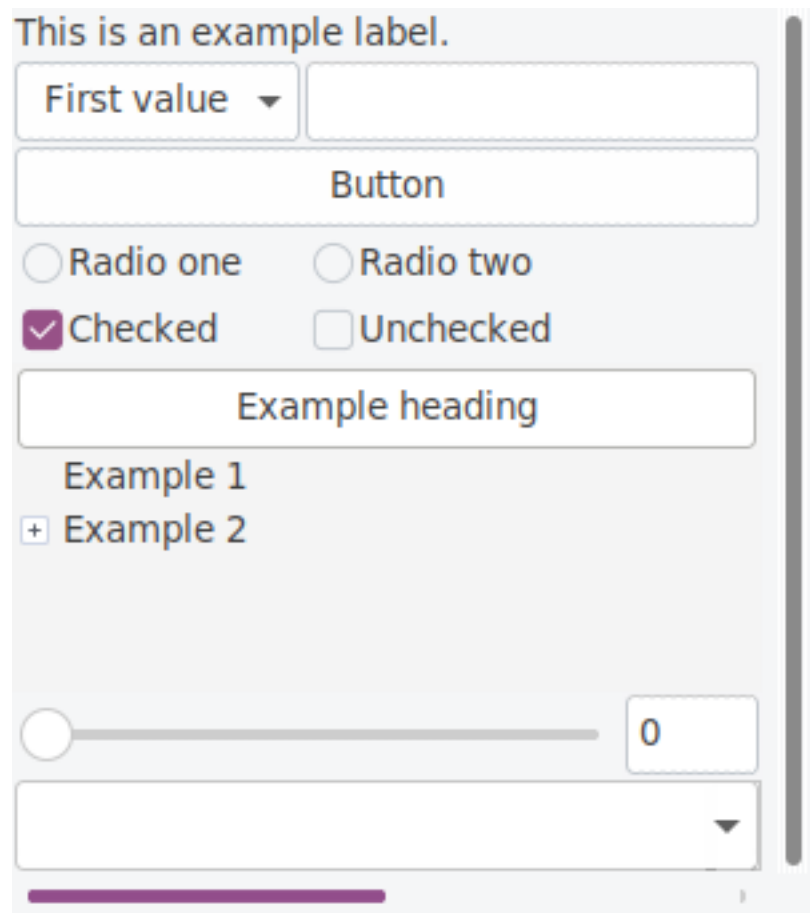 This is an example label.
First value
Button
Radio one Radio two
Checked Unchecked
Example heading
Example 1
Example 2
0